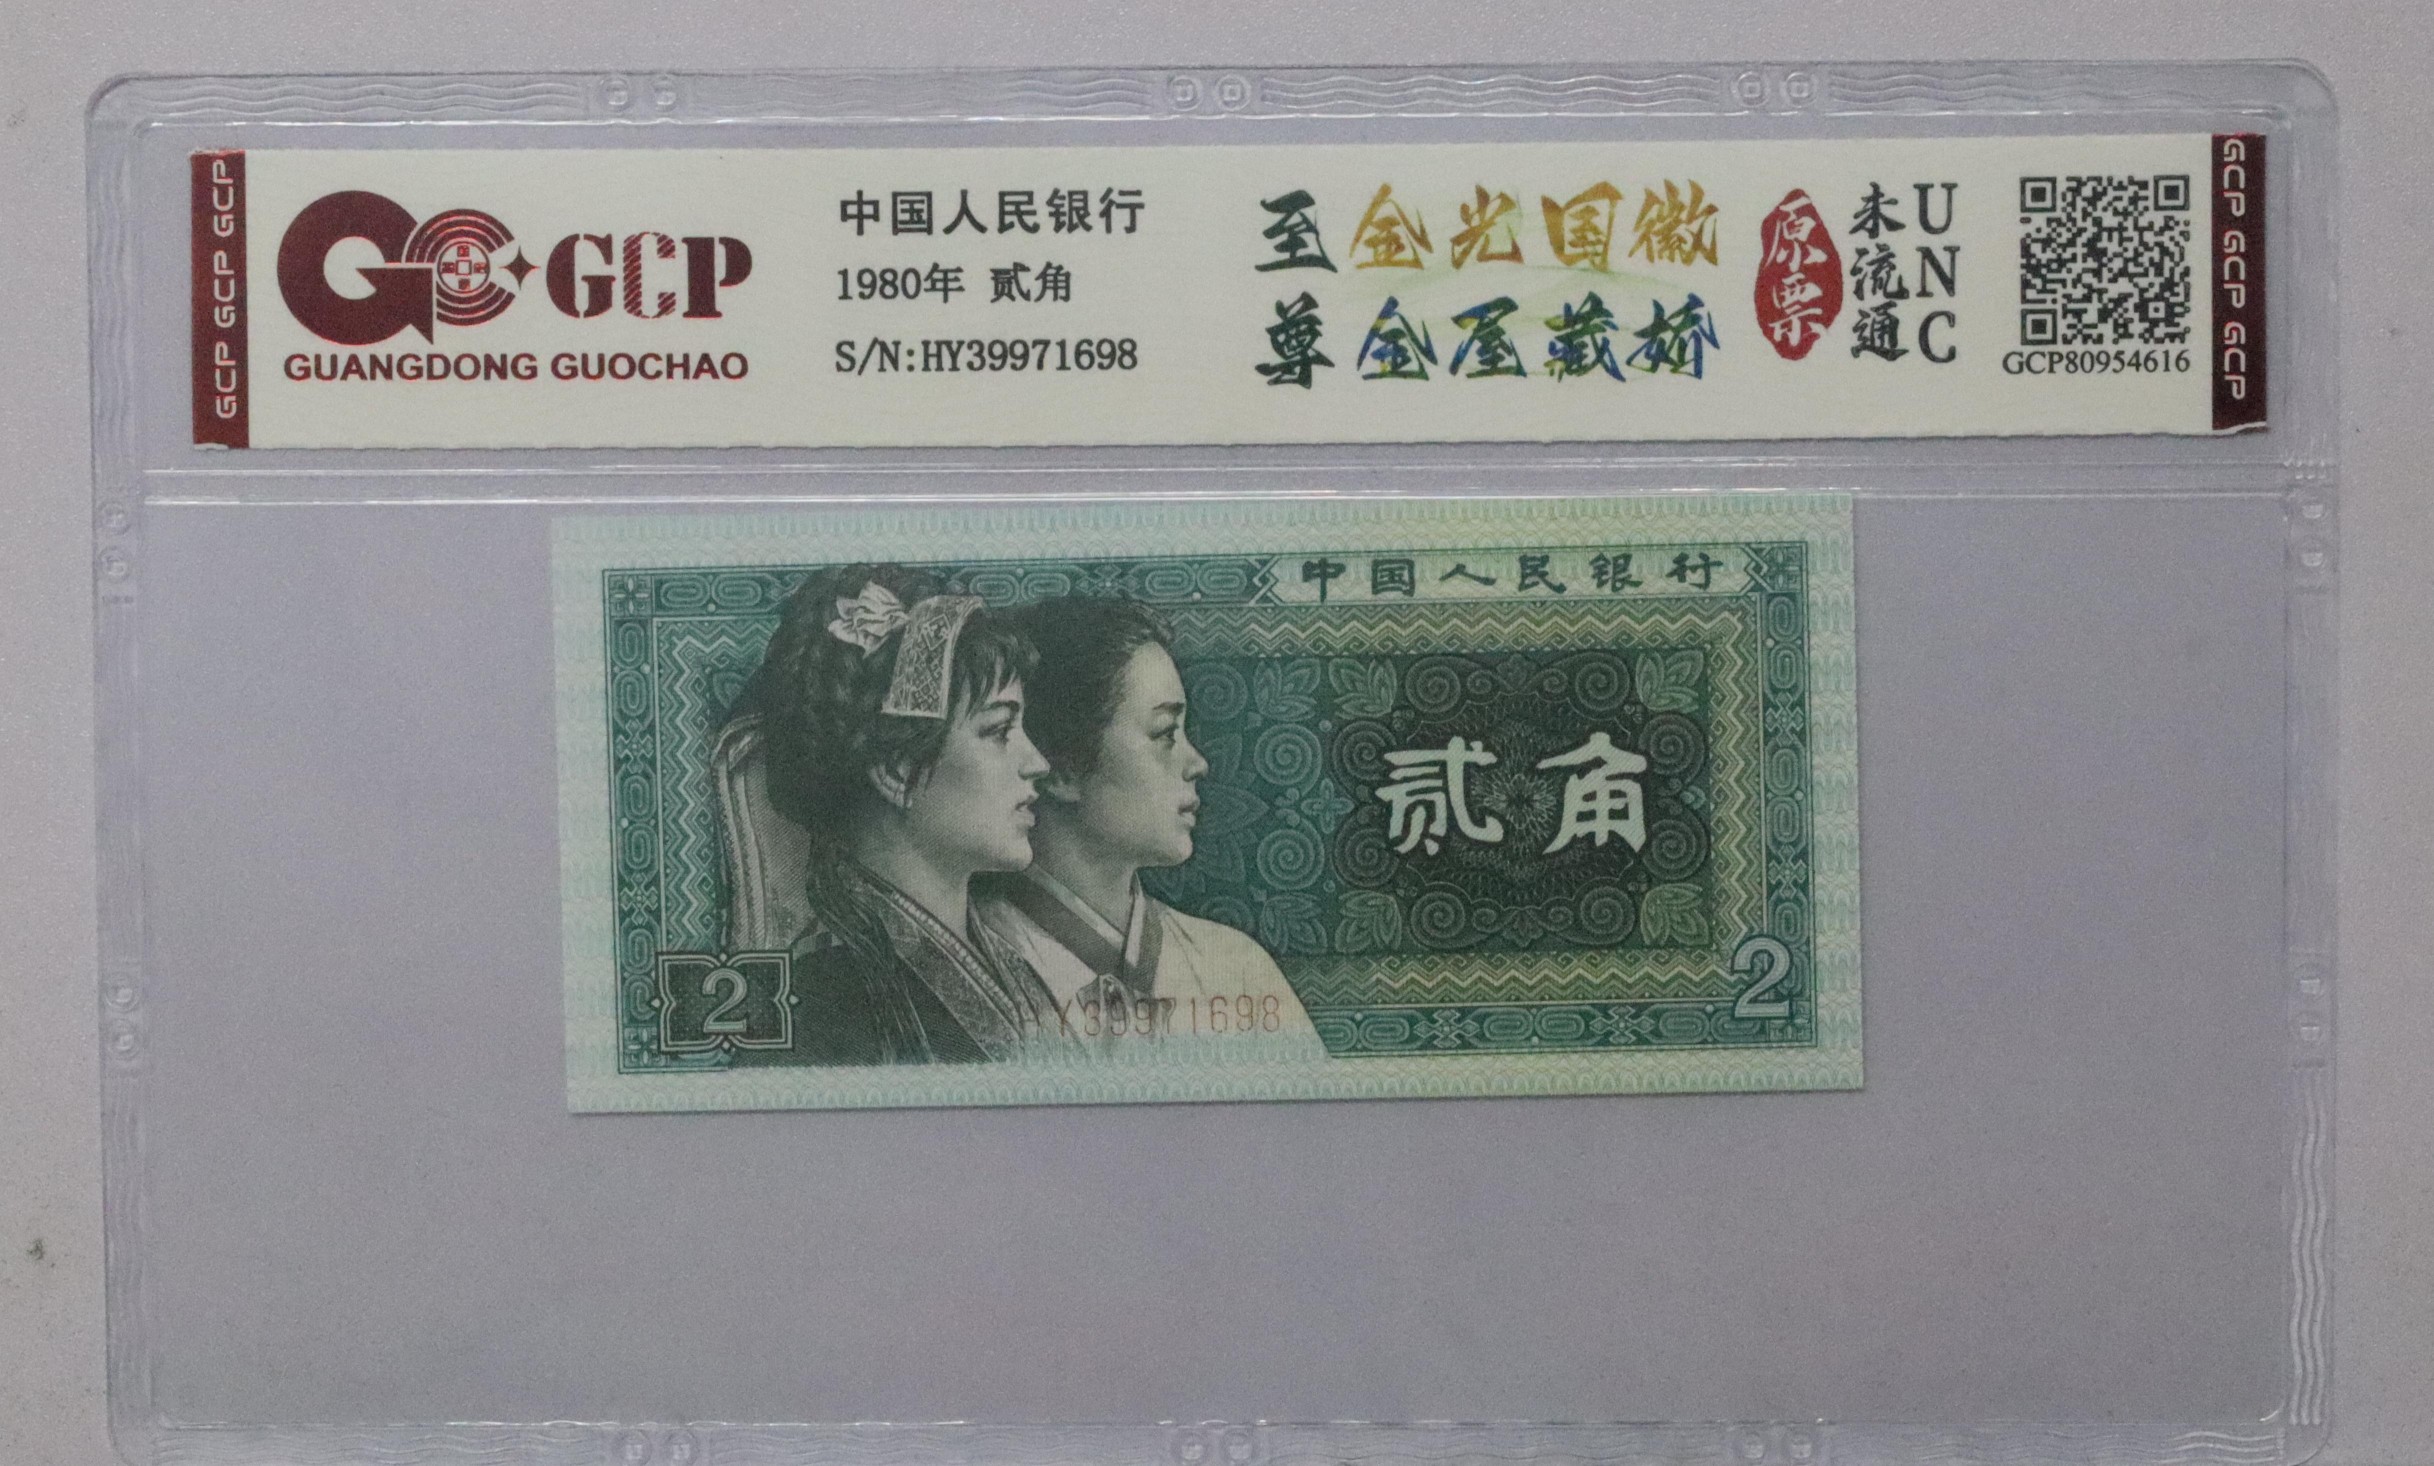 GCP GCP GCP
GCP
GUANGDONG GUOCHAO
中国人民银行
1980年 贰角
S/N:HY39971698
至尊
金光国徽
金屋藏娇
原票
未流通
UNC
GCP80954616
GCP GCP GCP
中国人民银行
贰角
2
HY39971698
2